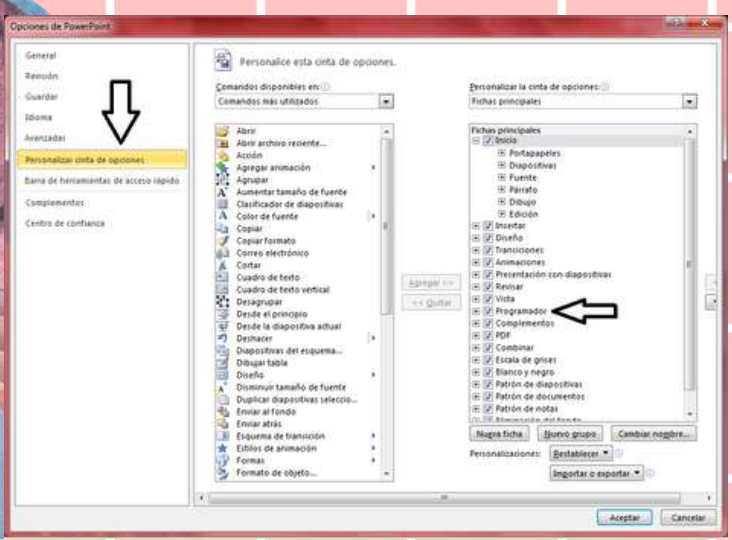 Opciones de PowerPoint
General
Revisión
Guardar
Idioma
Avanzadas
Personalizar cinta de opciones
Barra de herramientas de acceso rápido
Complementos
Centro de confianza
Personalice esta cinta de opciones.
Comandos disponibles en:
Comandos más utilizados
Abrir
Abrir archivo reciente...
Acción
Agregar animación
Agrupar
Aumentar tamaño de fuente
Clasificador de diapositivas
Color de fuente
Copiar
Copiar formato
Correo electrónico
Cortar
Cuadro de texto
Cuadro de texto vertical
Desagrupar
Desde el principio
Desde la diapositiva actual
Deshacer
Diapositivas del esquema...
Dibujar tabla
Diseño
Disminuir tamaño de fuente
Duplicar diapositivas seleccio...
Enviar al fondo
Enviar atrás
Esquema de transición
Estilos de animación
Formas
Formato de objeto...
Agregar >>
<< Quitar
Personalizar la cinta de opciones:
Fichas principales
Fichas principales
Inicio
Portapapeles
Diapositivas
Fuente
Párrafo
Dibujo
Edición
Insertar
Diseño
Transiciones
Animaciones
Presentación con diapositivas
Revisar
Vista
Programador
Complementos
PDF
Combinar
Escala de grises
Blanco y negro
Patrón de diapositivas
Patrón de documentos
Patrón de notas
Eliminación del fondo
Nueva ficha Nuevo grupo Cambiar nombre...
Personalizaciones: Restablecer
Importar o exportar
Aceptar Cancelar